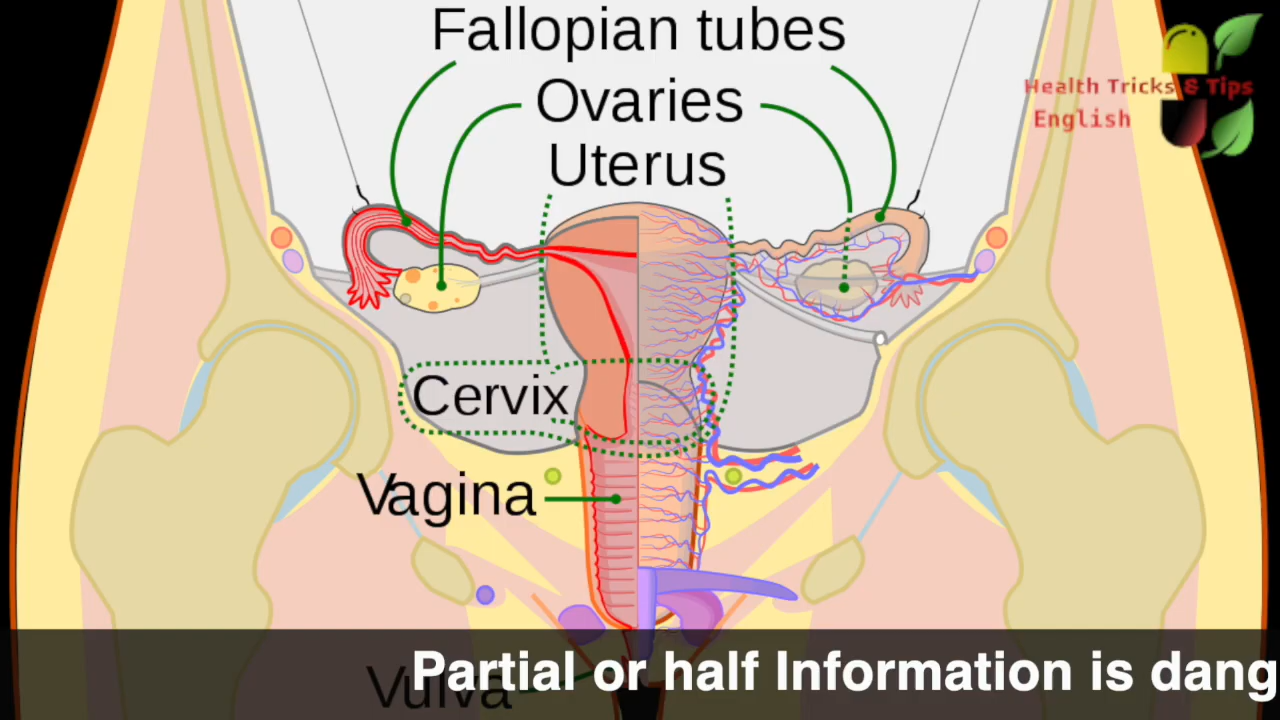 Fallopian tubes
Ovaries
Uterus
Health Tricks & Tips
English
Cervix
Vagina
Vulva
Partial or half Information is dang